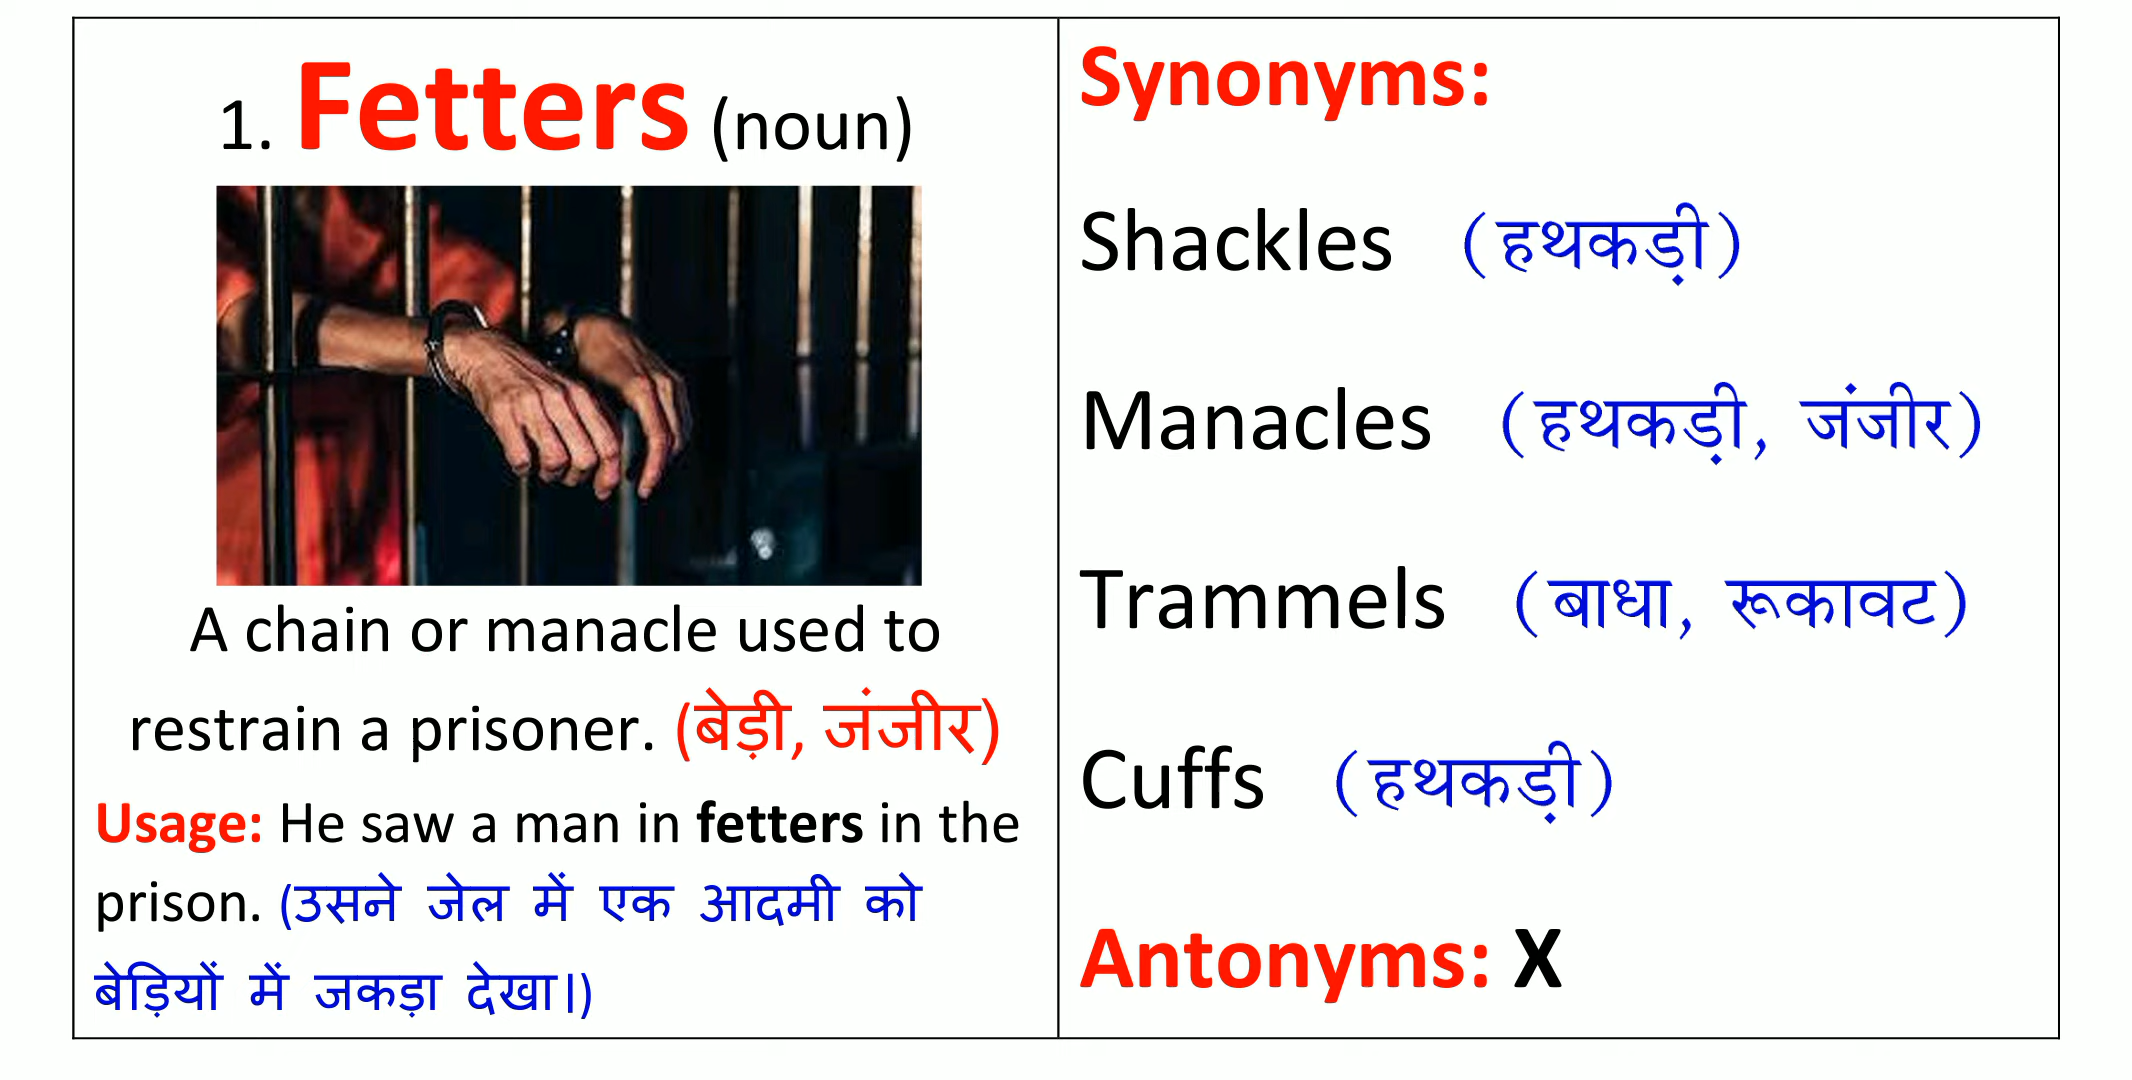 1. Fetters (noun)
A chain or manacle used to
restrain a prisoner. (बेड़ी, जंजीर)
Usage: He saw a man in fetters in the
prison. (उसने जेल में एक आदमी को
बेड़ियों में जकड़ा देखा।)
Synonyms:
Shackles (हथकड़ी)
Manacles (हथकड़ी, जंजीर)
Trammels (बाधा, रूकावट)
Cuffs (हथकड़ी)
Antonyms: X